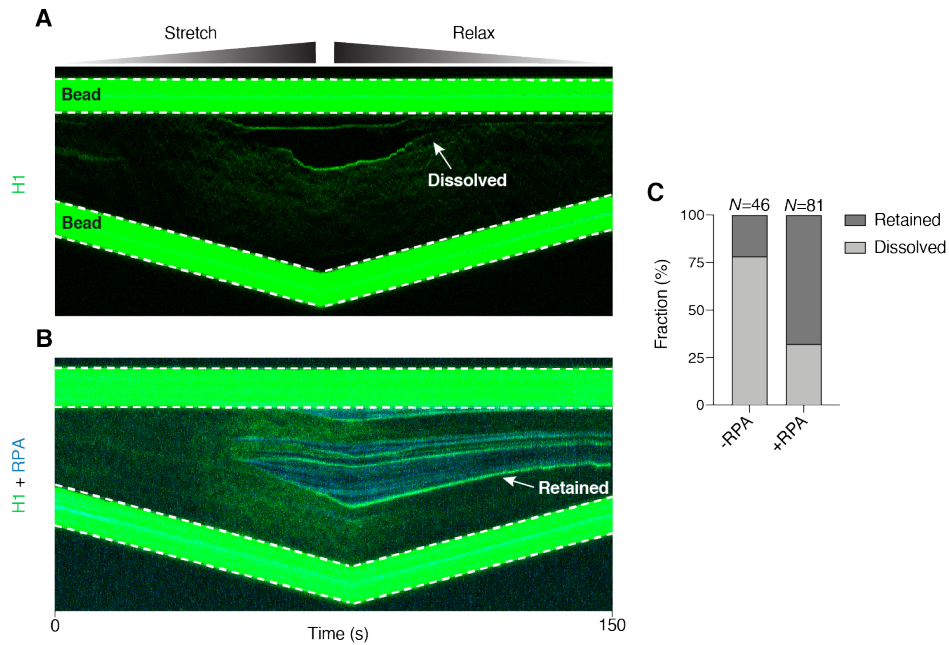 A
Stretch
Relax
Bead
Dissolved
Bead
H1
B
Retained
H1 + RPA
0
Time (s)
150
C
N=46 N=81
Retained
Dissolved
Fraction (%)
100
75
50
25
0
-RPA
+RPA